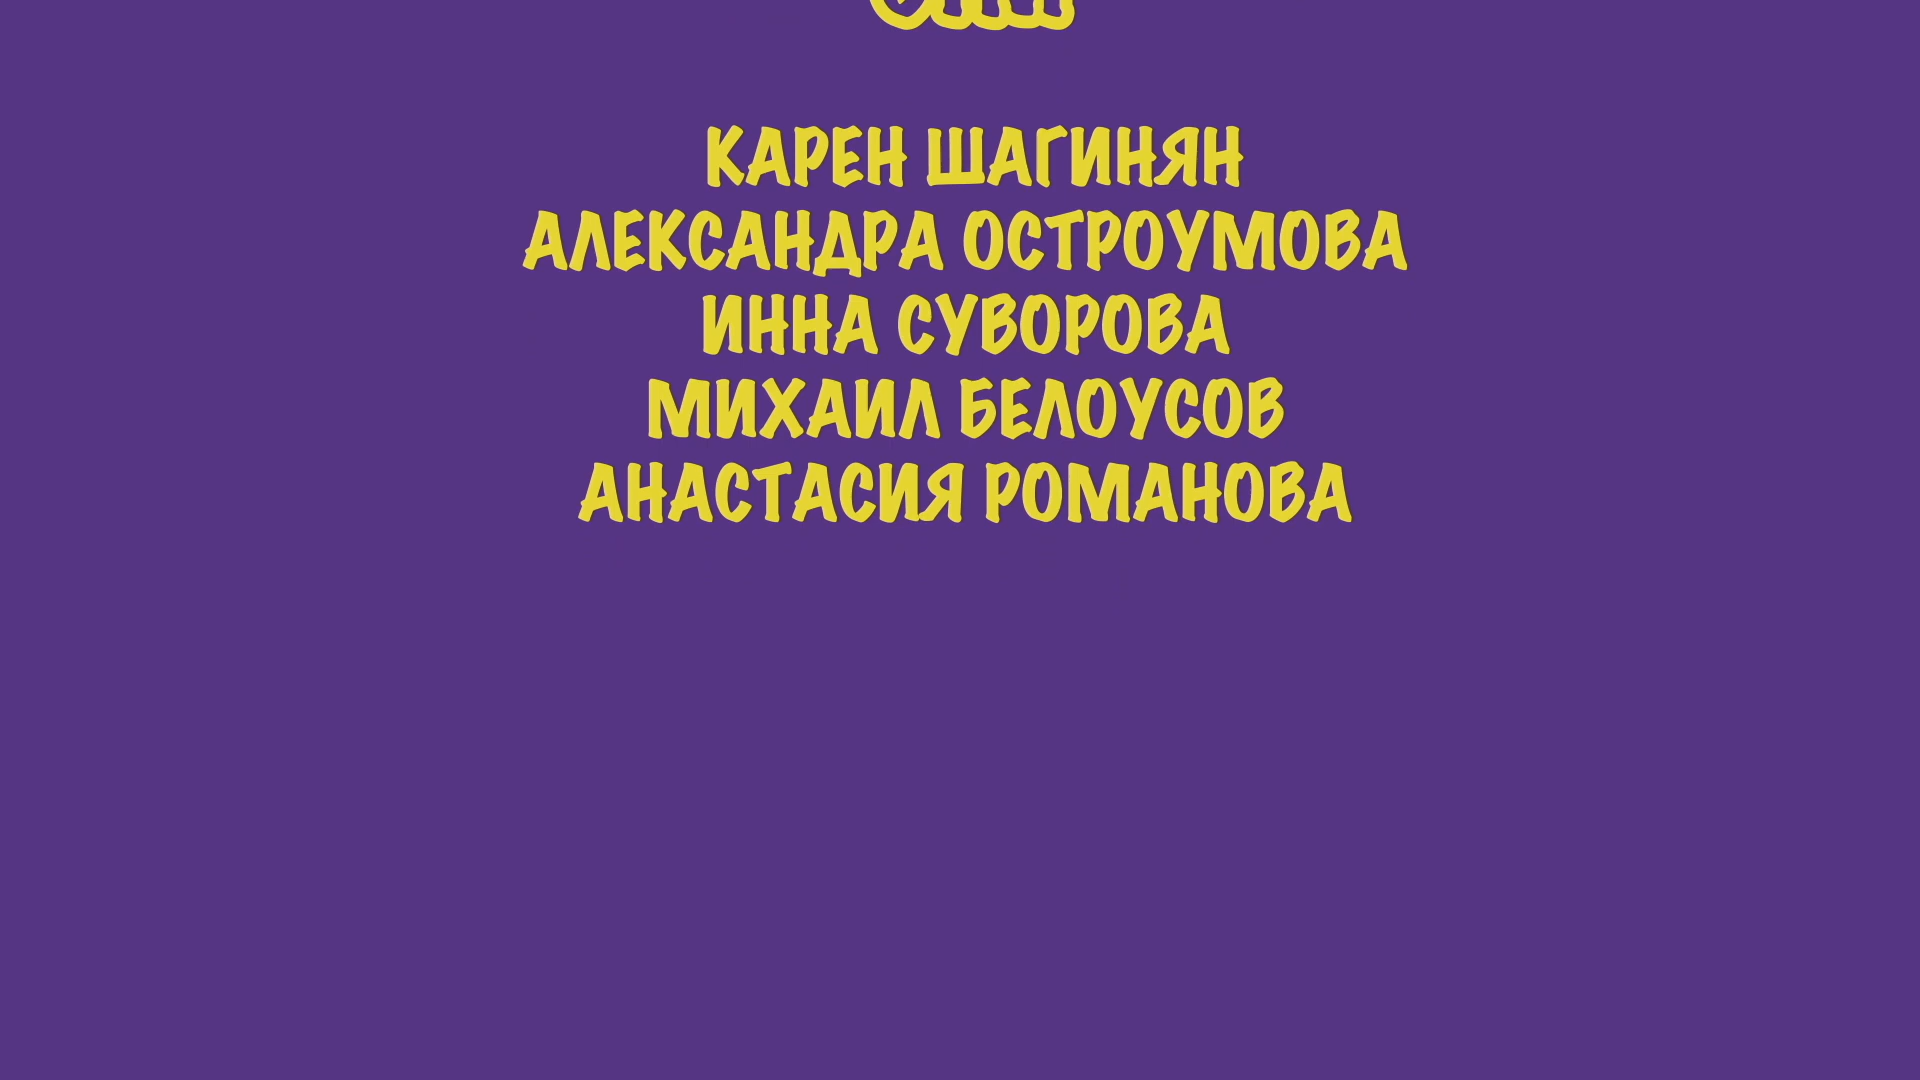 КАРЕН ШАГИНЯН
АЛЕКСАНДРА ОСТРОУМОВА
ИННА СУВОРОВА
МИХАИЛ БЕЛОУСОВ
АНАСТАСИЯ РОМАНОВА